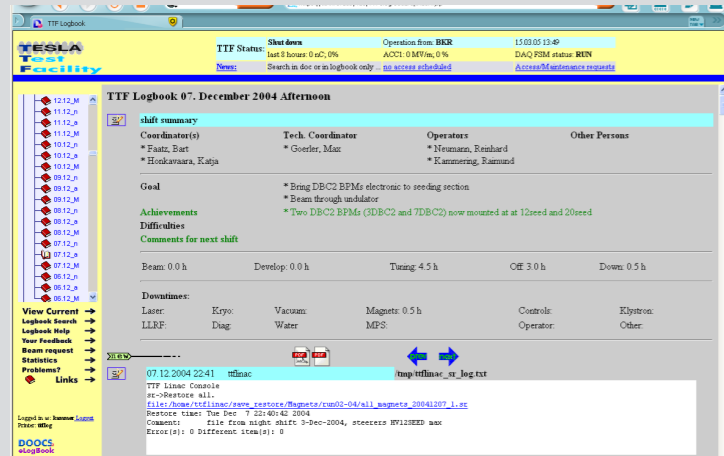 TTF Logbook
TESLA
Test
Facility
TTF Status:
Shut down
Operation from: BKR
15.03.05 13:49
last 8 hours: 0 nC; 0%
ACC1: 0 MV/m; 0 %
DAQ FSM status: RUN
News:
Search in doc or in logbook only ...
no access scheduled
Access/Maintenance requests
12.12_M
11.12_n
11.12_a
11.12_M
10.12_n
10.12_a
10.12_M
09.12_n
09.12_a
09.12_M
08.12_n
08.12_a
08.12_M
07.12_n
07.12_a
07.12_M
06.12_n
06.12_a
06.12_M
View Current
Logbook Search
Logbook Help
Your Feedback
Beam request
Statistics
Problems?
Links
Logged in as: Logout
Printer: ttflog
DOOCS
eLogBook
TTF Logbook 07. December 2004 Afternoon
shift summary
Coordinator(s) Tech. Coordinator Operators Other Persons
* Faatz, Bart * Goerler, Max * Neumann, Reinhard
* Honkavaara, Katja * Kammering, Raimund
Goal * Bring DBC2 BPMs electronic to seeding section
* Beam through undulator
Achievements * Two DBC2 BPMs (3DBC2 and 7DBC2) now mounted at at 12seed and 20seed
Difficulties
Comments for next shift
Beam: 0.0 h Develop: 0.0 h Tuning: 4.5 h Off: 3.0 h Down: 0.5 h
Downtimes:
Laser: Kryo: Vacuum: Magnets: 0.5 h Controls: Klystron:
LLRF: Diag: Water MPS: Operator: Other:
new
PDF PDF
prev next
07.12.2004 22:41 ttflinac /tmp/ttflinac_sr_log.txt
TTF Linac Console
sr->Restore all.
file:/home/ttflinac/save_restore/Magnets/run02-04/all_magnets_20041207_1.sr
Restore time: Tue Dec 7 22:40:42 2004
Comment: file from night shift 3-Dec-2004, steerers HV12SEED max
Error(s): 0 Different item(s): 0